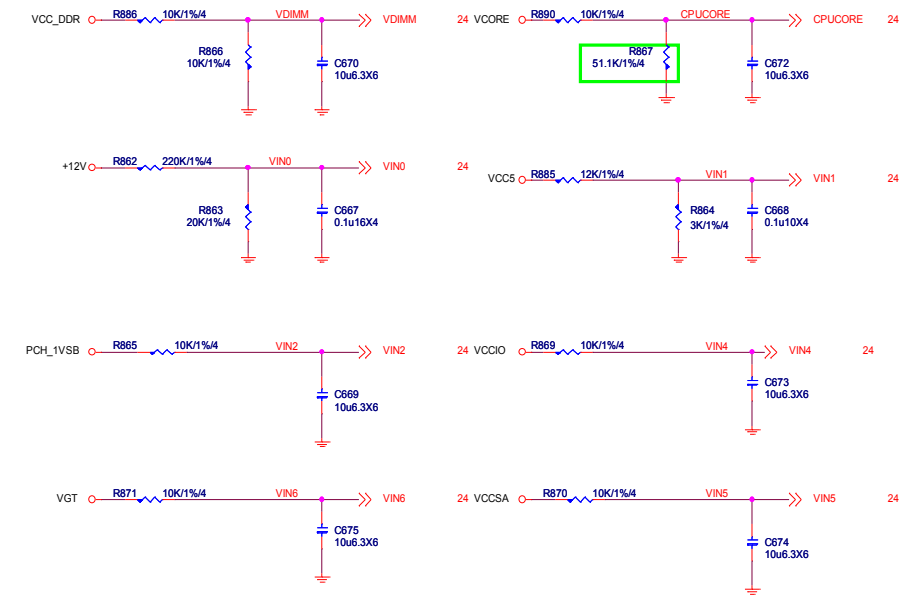 VCC_DDR R886 10K/1%/4 VDIMM VDIMM 24
R866
10K/1%/4
C670
10u6.3X6
VCORE R890 10K/1%/4 CPUCORE CPUCORE 24
R867
51.1K/1%/4
C672
10u6.3X6
+12V R862 220K/1%/4 VIN0 VIN0 24
R863
20K/1%/4
C667
0.1u16X4
VCC5 R885 12K/1%/4 VIN1 VIN1 24
R864
3K/1%/4
C668
0.1u10X4
PCH_1VSB R865 10K/1%/4 VIN2 VIN2 24
C669
10u6.3X6
VCCIO R869 10K/1%/4 VIN4 VIN4 24
C673
10u6.3X6
VGT R871 10K/1%/4 VIN6 VIN6 24
C675
10u6.3X6
VCCSA R870 10K/1%/4 VIN5 VIN5 24
C674
10u6.3X6